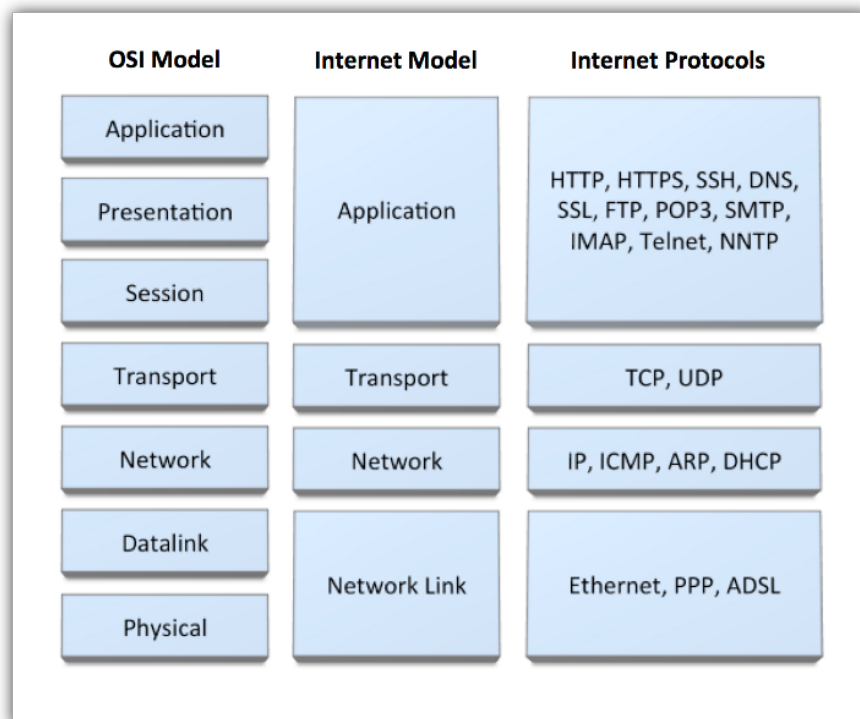 OSI Model
Internet Model
Internet Protocols
Application
Presentation
Session
Transport
Network
Datalink
Physical
Application
Transport
Network
Network Link
HTTP, HTTPS, SSH, DNS,
SSL, FTP, POP3, SMTP,
IMAP, Telnet, NNTP
TCP, UDP
IP, ICMP, ARP, DHCP
Ethernet, PPP, ADSL